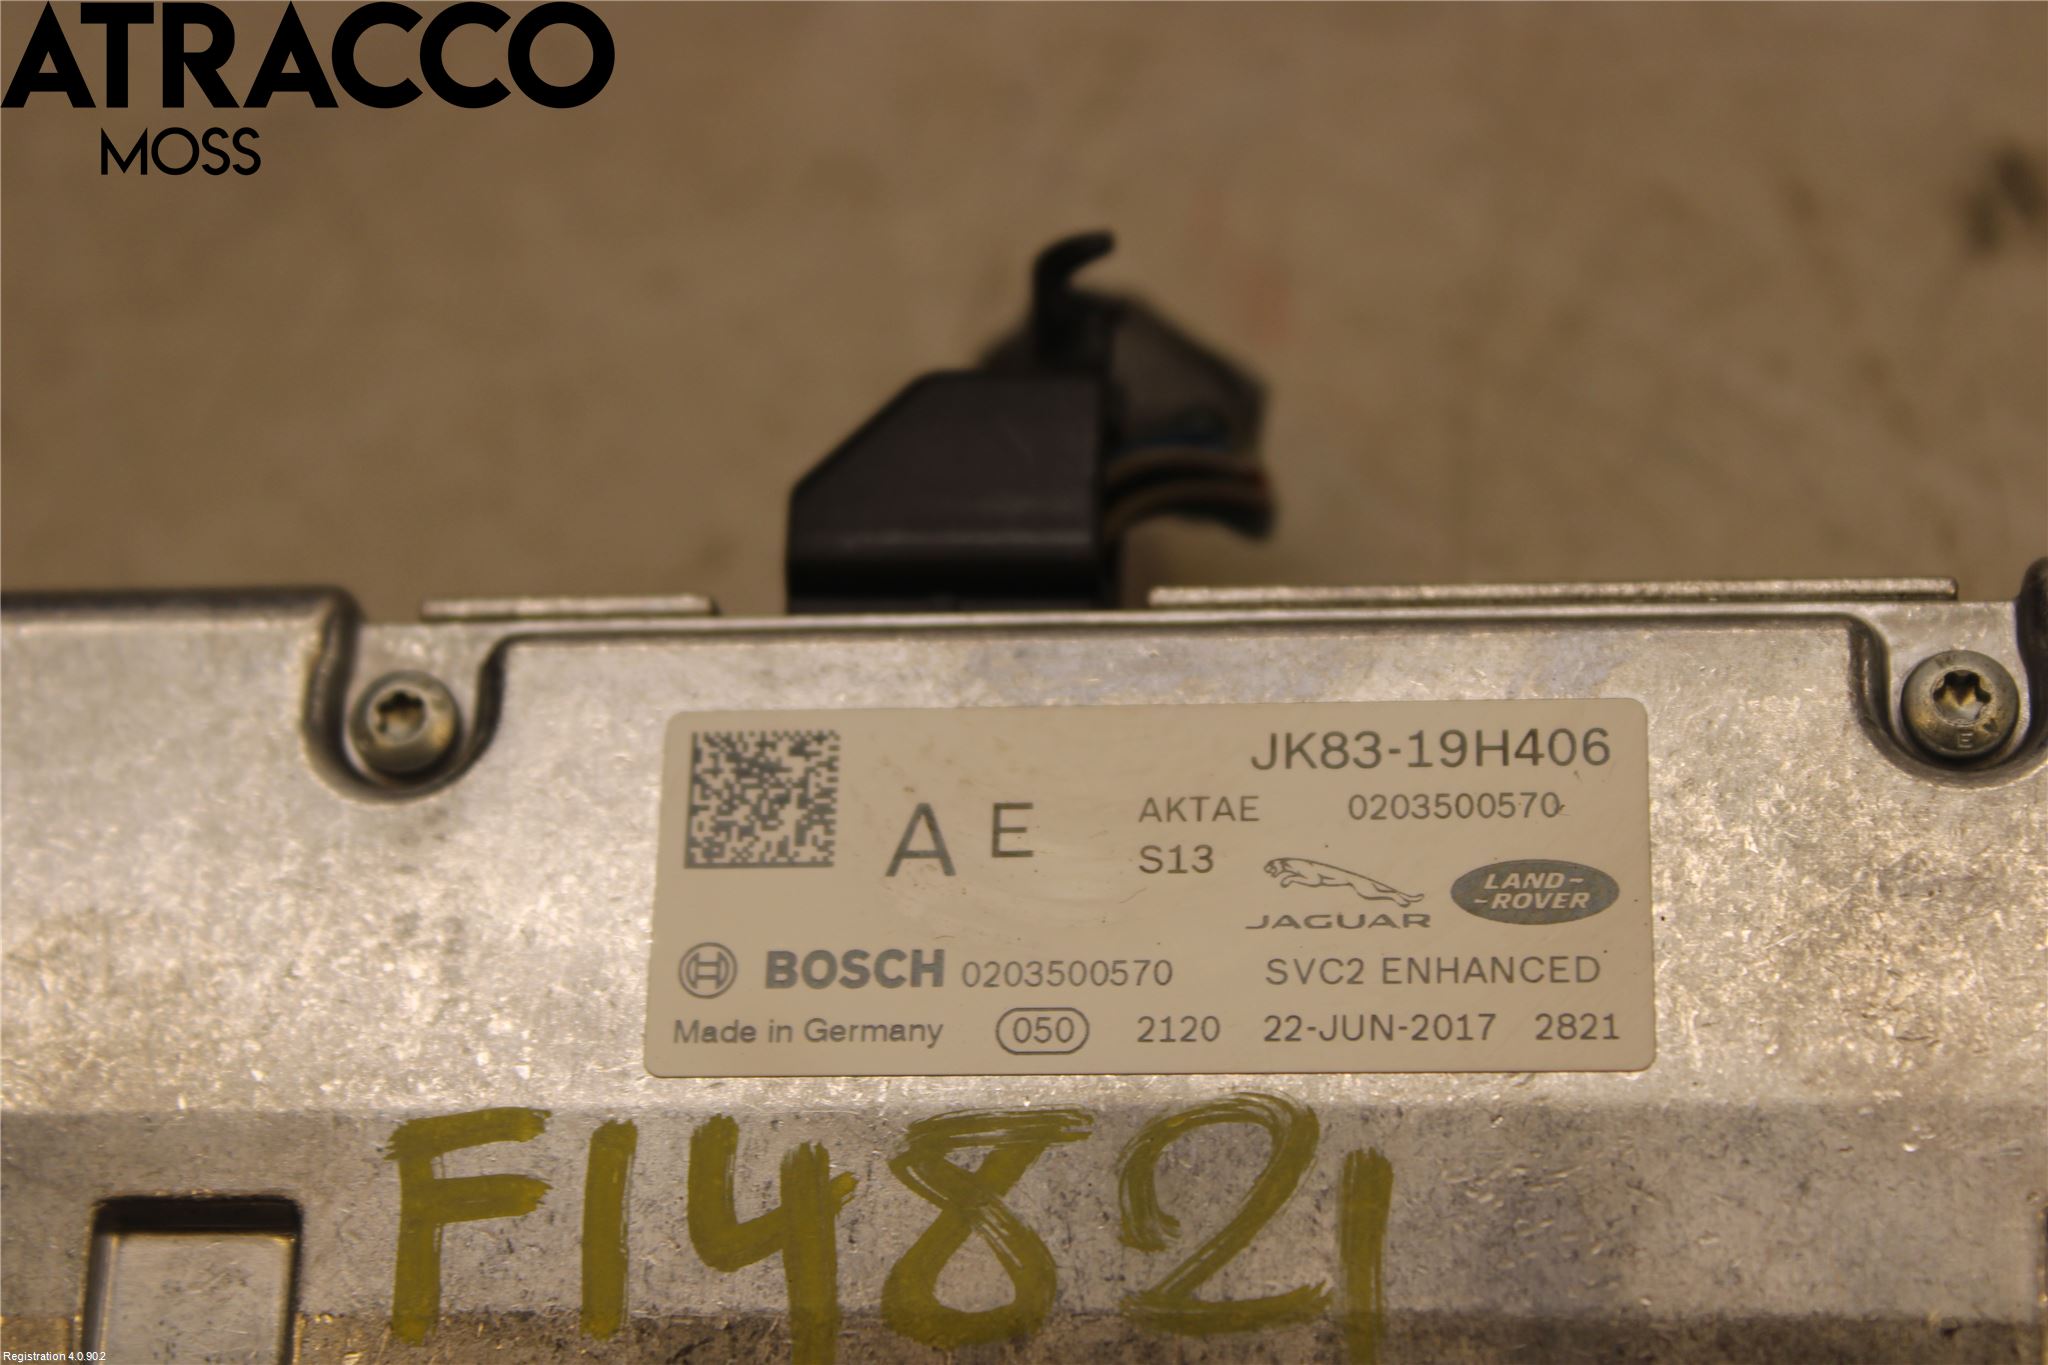 ATRACCO
MOSS
JK83-19H406
AKTAE 0203500570
A E
S13
JAGUAR
LAND-
-ROVER
BOSCH 0203500570 SVC2 ENHANCED
Made in Germany 050 2120 22-JUN-2017 2821
F14821
Registration 4.0.902